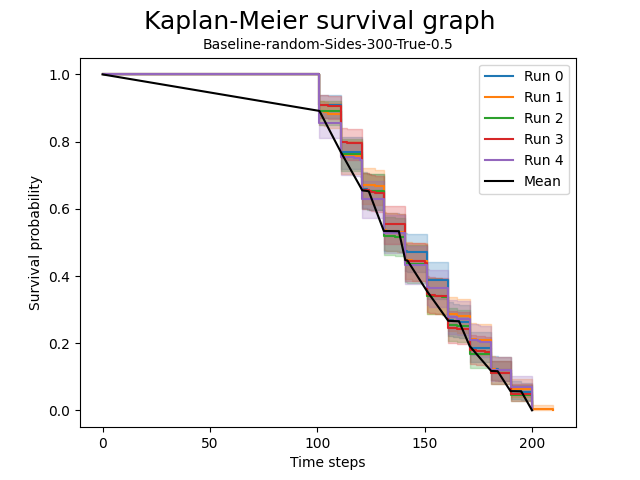 Kaplan-Meier survival graph
Baseline-random-Sides-300-True-0.5
Survival probability
1.0
0.8
0.6
0.4
0.2
0.0
Run 0
Run 1
Run 2
Run 3
Run 4
Mean
0 50 100 150 200
Time steps